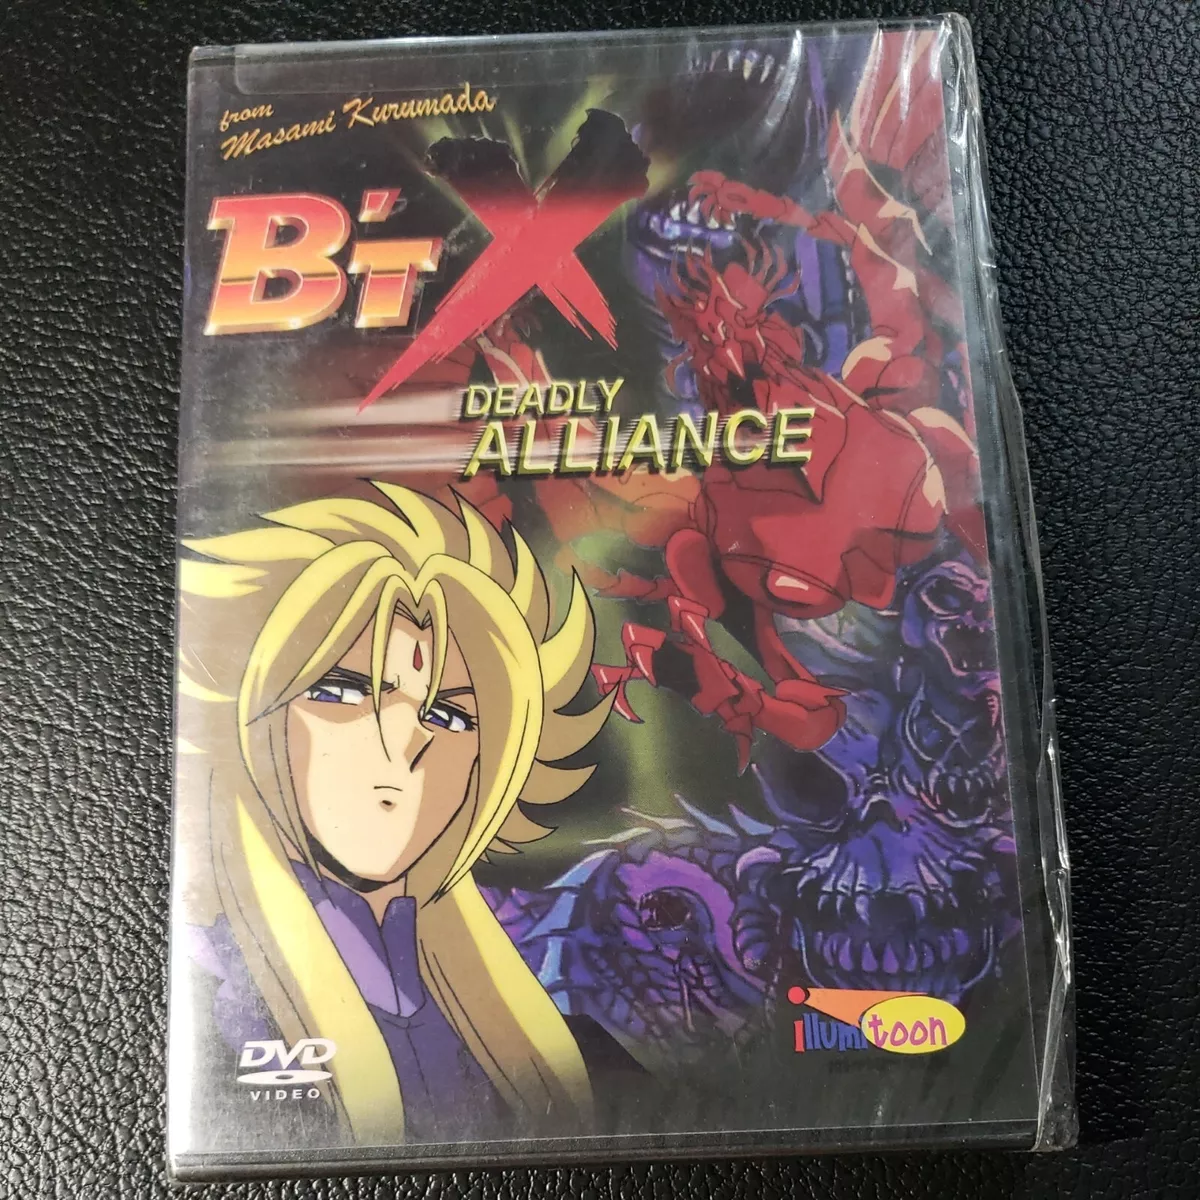 from
Masami Kurumada
B'T X
DEADLY
ALLIANCE
DVD
VIDEO
illumitoon